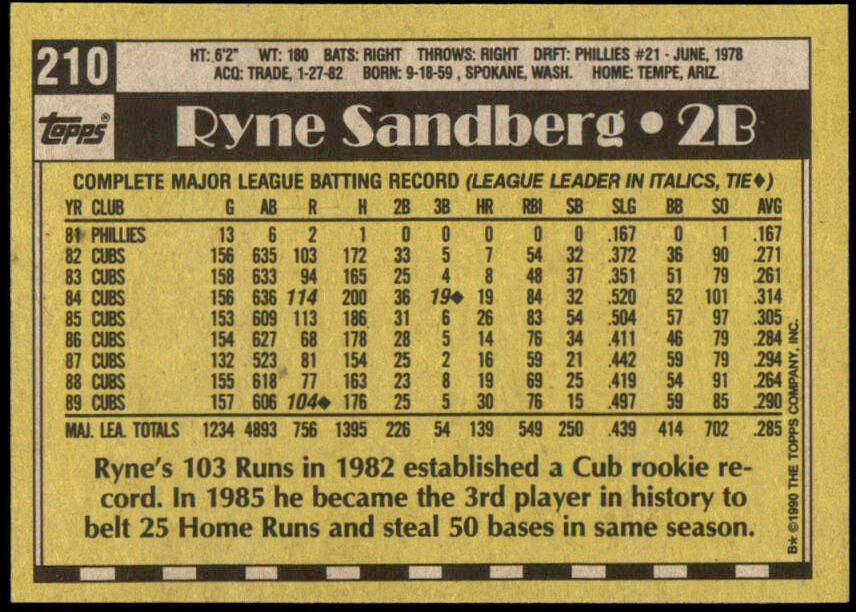 210
HT: 6'2" WT: 180 BATS: RIGHT THROWS: RIGHT DRFT: PHILLIES #21 - JUNE, 1978
ACQ: TRADE, 1-27-82 BORN: 9-18-59 , SPOKANE, WASH. HOME: TEMPE, ARIZ.
Topps®
Ryne Sandberg • 2B
COMPLETE MAJOR LEAGUE BATTING RECORD (LEAGUE LEADER IN ITALICS, TIE♦)
YR CLUB G AB R H 2B 3B HR RBI SB SLG BB SO AVG
81 PHILLIES 13 6 2 1 0 0 0 0 0 .167 0 1 .167
82 CUBS 156 635 103 172 33 5 7 54 32 .372 36 90 .271
83 CUBS 158 633 94 165 25 4 8 48 37 .351 51 79 .261
84 CUBS 156 636 114 200 36 19♦ 19 84 32 .520 52 101 .314
85 CUBS 153 609 113 186 31 6 26 83 54 .504 57 97 .305
86 CUBS 154 627 68 178 28 5 14 76 34 .411 46 79 .284
87 CUBS 132 523 81 154 25 2 16 59 21 .442 59 79 .294
88 CUBS 155 618 77 163 23 8 19 69 25 .419 54 91 .264
89 CUBS 157 606 104♦ 176 25 5 30 76 15 .497 59 85 .290
MAJ. LEA. TOTALS 1234 4893 756 1395 226 54 139 549 250 .439 414 702 .285
Ryne's 103 Runs in 1982 established a Cub rookie re-
cord. In 1985 he became the 3rd player in history to
belt 25 Home Runs and steal 50 bases in same season.
B* ©1990 THE TOPPS COMPANY, INC.